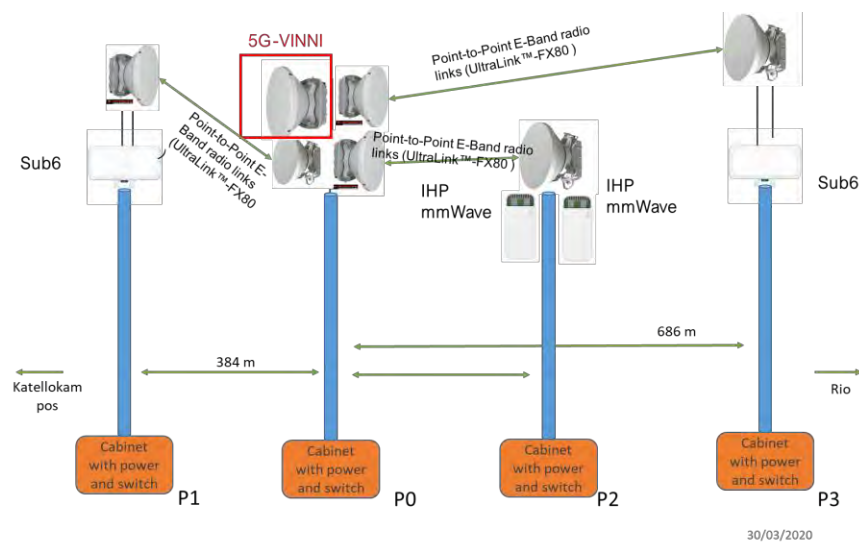 5G-VINNI
Point-to-Point E-Band radio
links (UltraLink™-FX80 )
Point-to-Point E-
Band radio links
(UltraLink™-FX80
Point-to-Point E-Band radio
links (UltraLink™-FX80 )
Sub6
IHP
mmWave
IHP
mmWave
Sub6
686 m
384 m
Katellokam
pos
Rio
Cabinet
with power
and switch
P1
Cabinet
with power
and switch
P0
Cabinet
with power
and switch
P2
Cabinet
with power
and switch
P3
30/03/2020